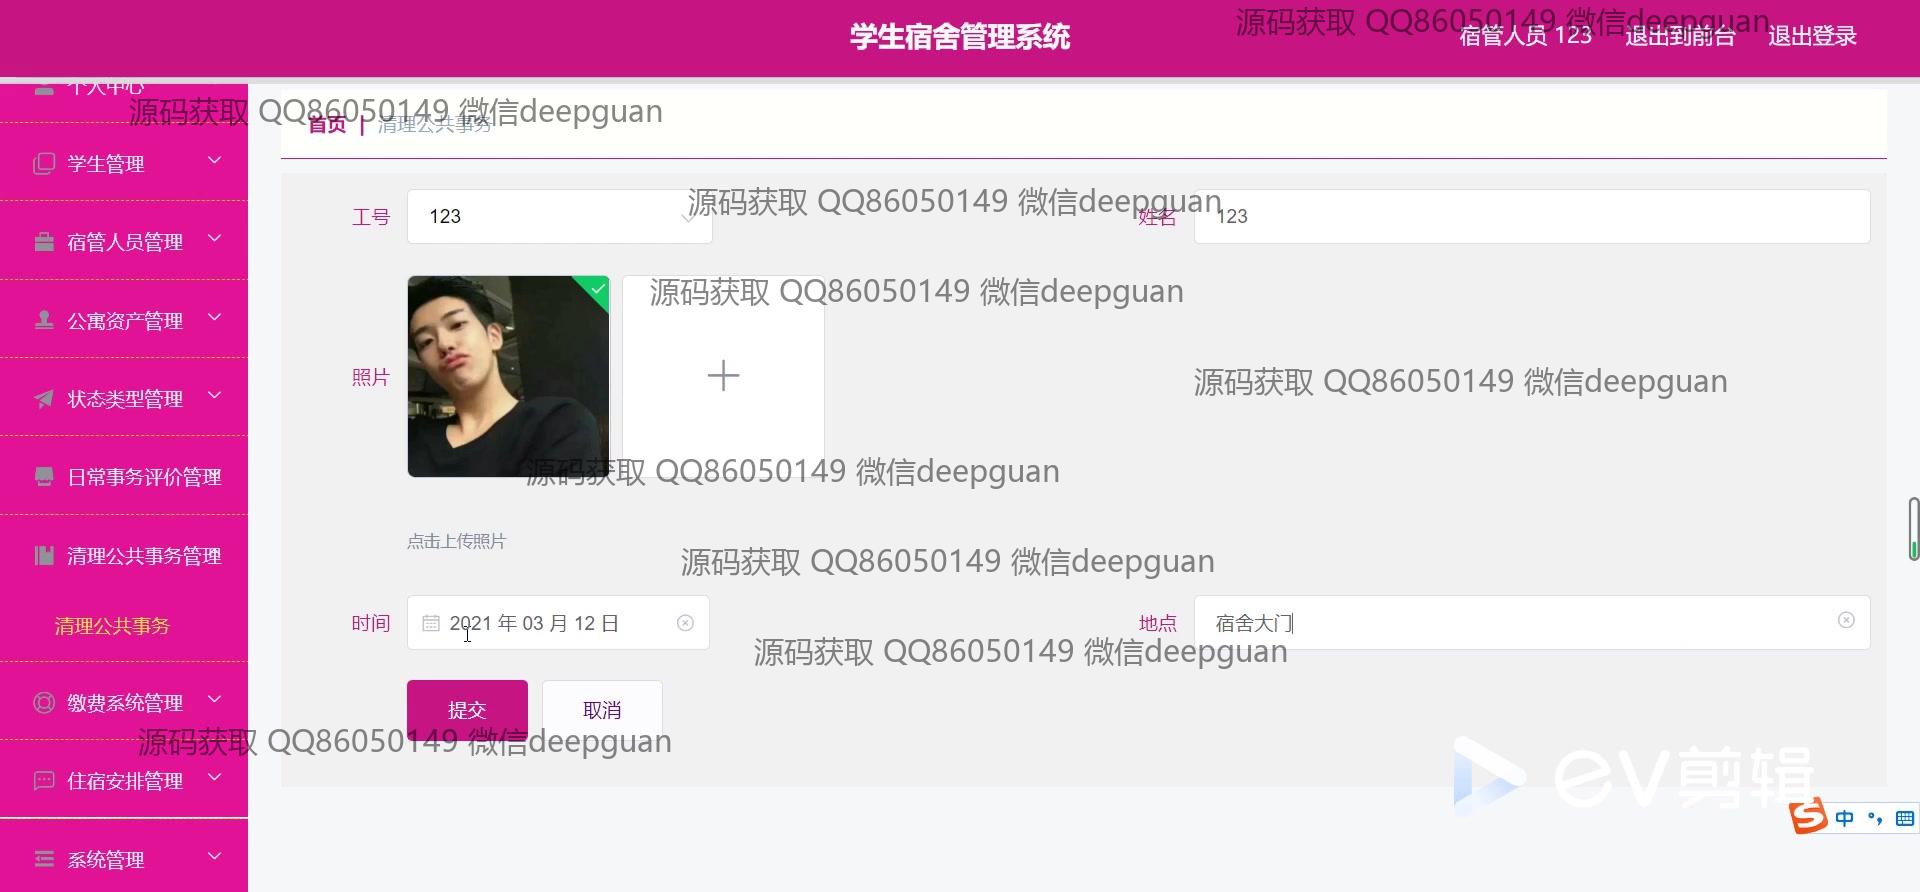 学生宿舍管理系统
源码获取 QQ86050149 微信deepguan
宿管人员 123
退出到前台
退出登录
个人中心
源码获取 QQ86050149 微信deepguan
首页 | 清理公共事务
学生管理
源码获取 QQ86050149 微信deepguan
工号 123
姓名 123
宿管人员管理
源码获取 QQ86050149 微信deepguan
公寓资产管理
照片
源码获取 QQ86050149 微信deepguan
状态类型管理
源码获取 QQ86050149 微信deepguan
日常事务评价管理
点击上传照片
清理公共事务管理
源码获取 QQ86050149 微信deepguan
清理公共事务
时间 2021 年 03 月 12 日
地点 宿舍大门
源码获取 QQ86050149 微信deepguan
缴费系统管理
提交
取消
源码获取 QQ86050149 微信deepguan
住宿安排管理
EV剪辑
S 中
系统管理